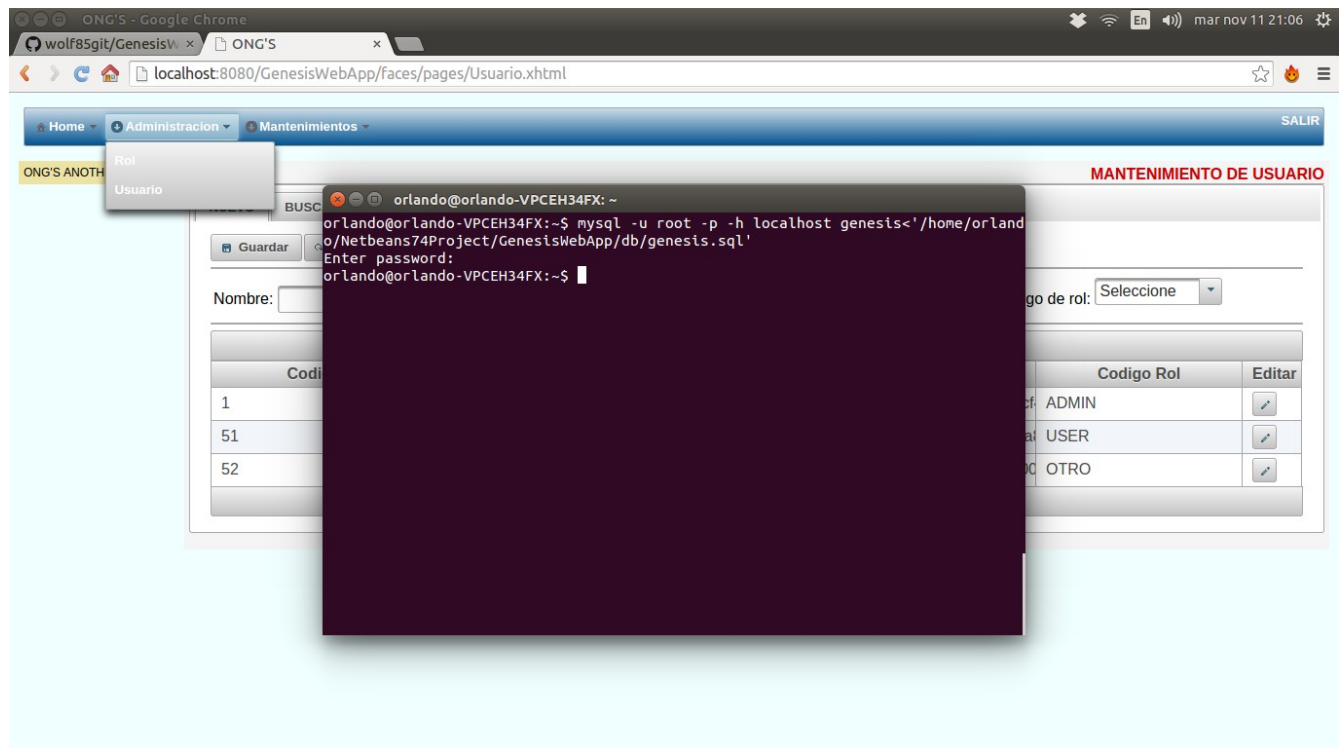 ONG'S - Google Chrome
En
mar nov 11 21:06
wolf85git/GenesisW
ONG'S
localhost:8080/GenesisWebApp/faces/pages/Usuario.xhtml
Home
Administracion
Mantenimientos
SALIR
Rol
Usuario
ONG'S ANOTH
MANTENIMIENTO DE USUARIO
BUSC
orlando@orlando-VPCEH34FX: ~
orlando@orlando-VPCEH34FX:~$ mysql -u root -p -h localhost genesis<'/home/orland
o/Netbeans74Project/GenesisWebApp/db/genesis.sql'
Enter password:
orlando@orlando-VPCEH34FX:~$
Guardar
Nombre:
go de rol:
Seleccione
Codi
Codigo Rol
Editar
1
ADMIN
51
USER
52
OTRO